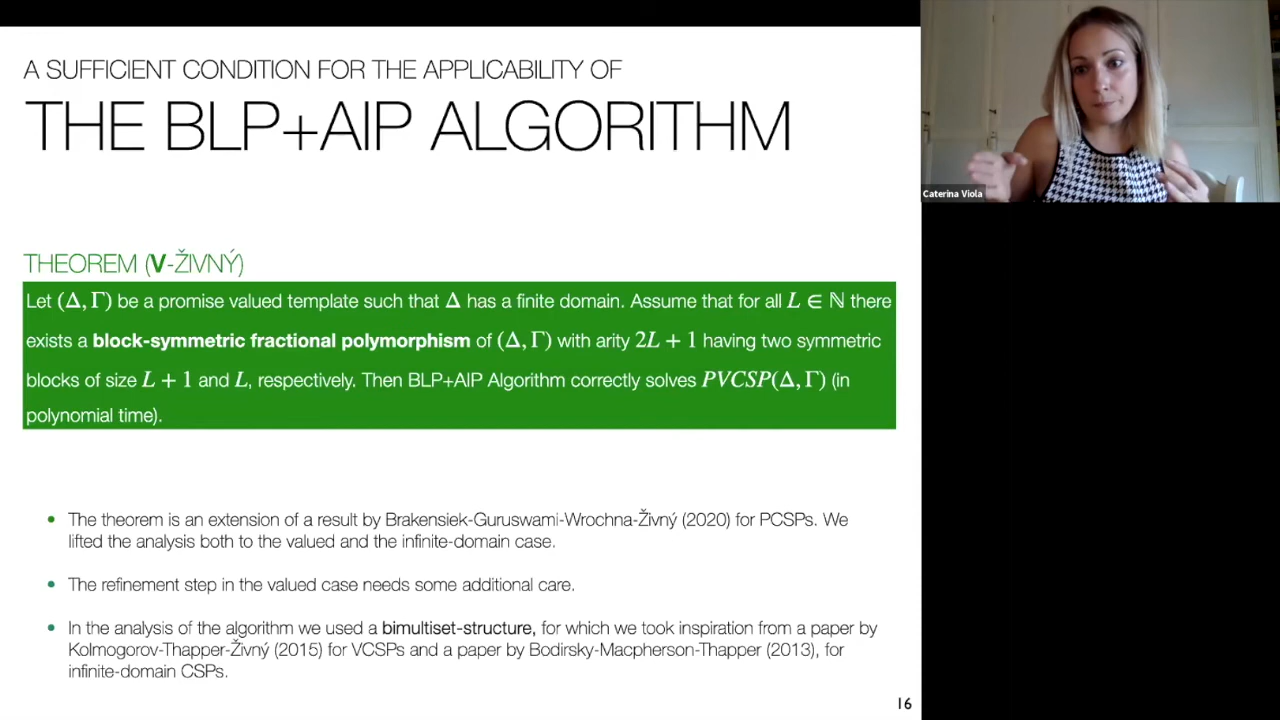 A SUFFICIENT CONDITION FOR THE APPLICABILITY OF
THE BLP+AIP ALGORITHM
Caterina Viola
THEOREM (V-ŽIVNÝ)
Let (Δ, Γ) be a promise valued template such that Δ has a finite domain. Assume that for all L ∈ ℕ there
exists a block-symmetric fractional polymorphism of (Δ, Γ) with arity 2L + 1 having two symmetric
blocks of size L + 1 and L, respectively. Then BLP+AIP Algorithm correctly solves PVCSP(Δ, Γ) (in
polynomial time).
• The theorem is an extension of a result by Brakensiek-Guruswami-Wrochna-Živný (2020) for PCSPs. We
lifted the analysis both to the valued and the infinite-domain case.
• The refinement step in the valued case needs some additional care.
• In the analysis of the algorithm we used a bimultiset-structure, for which we took inspiration from a paper by
Kolmogorov-Thapper-Živný (2015) for VCSPs and a paper by Bodirsky-Macpherson-Thapper (2013), for
infinite-domain CSPs.
16